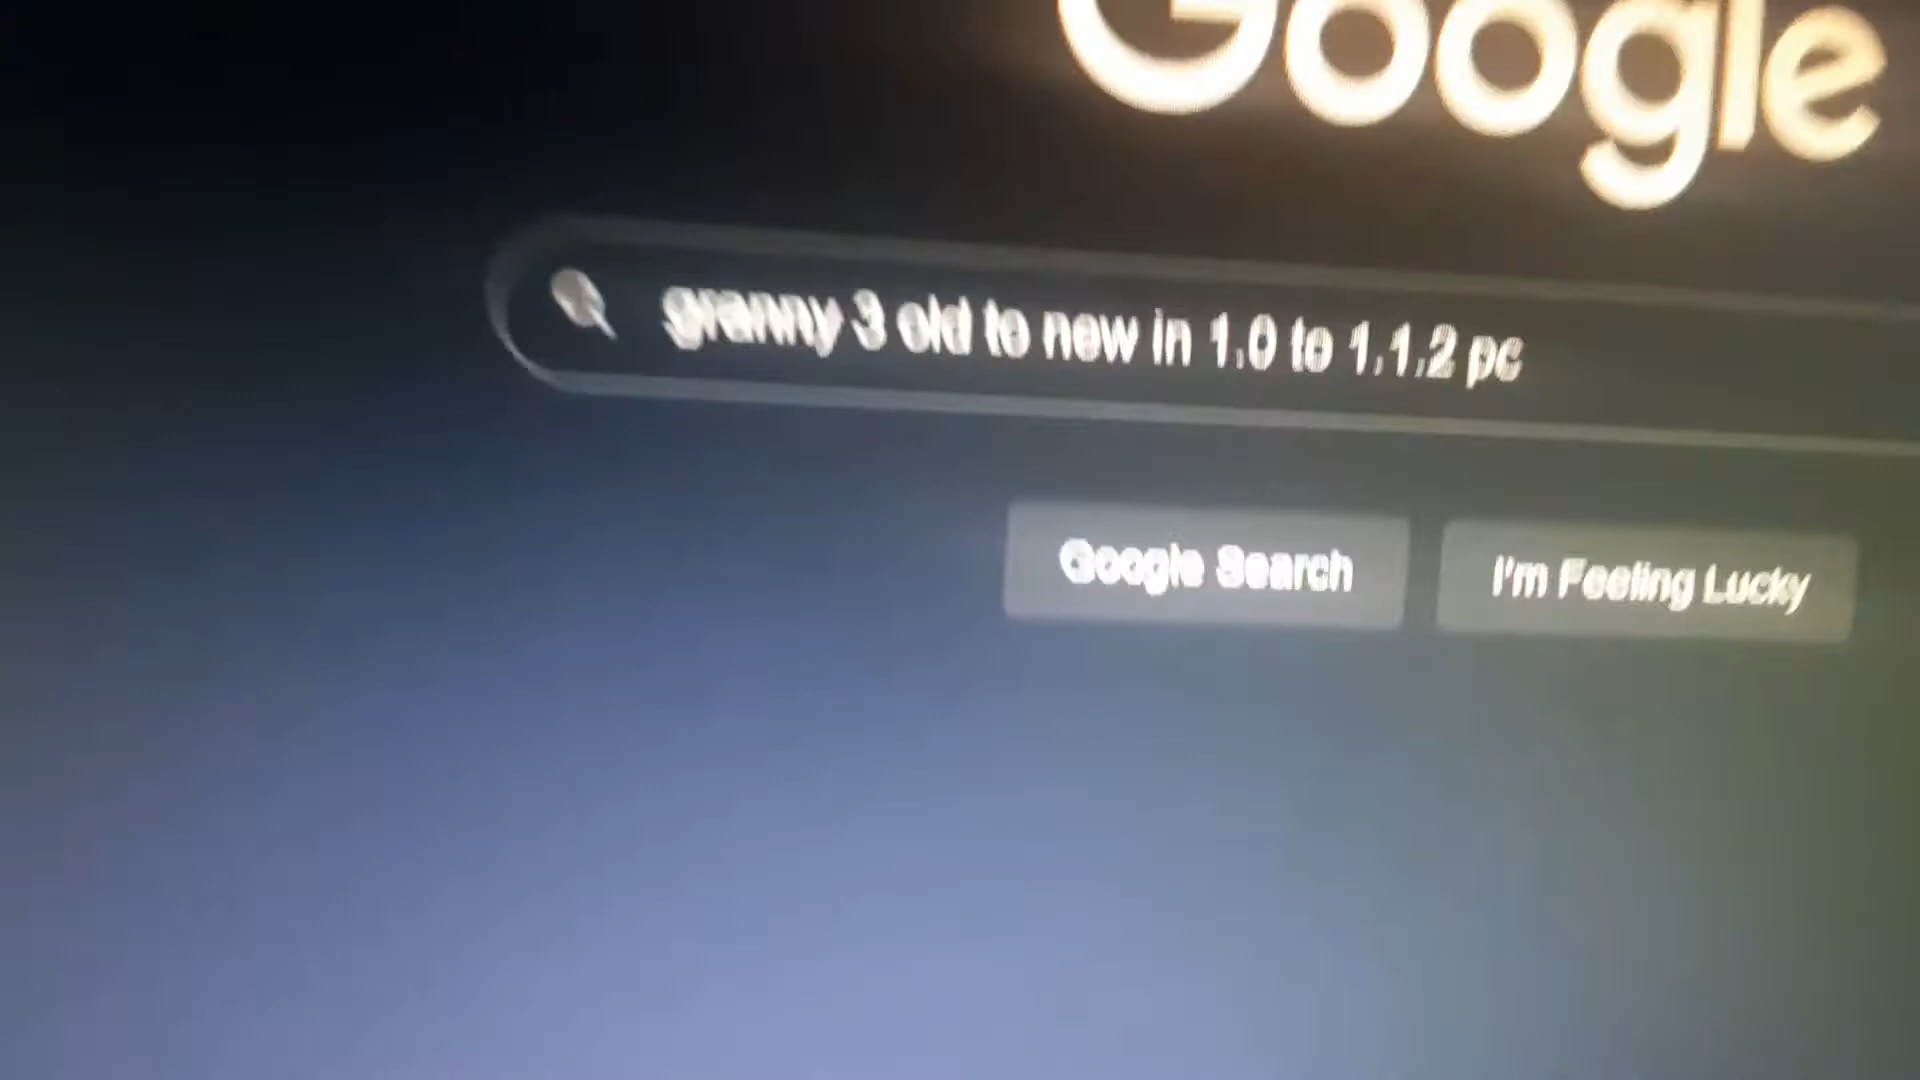 Google
granny 3 old to new in 1.0 to 1.1.2 pc
Google Search
I'm Feeling Lucky